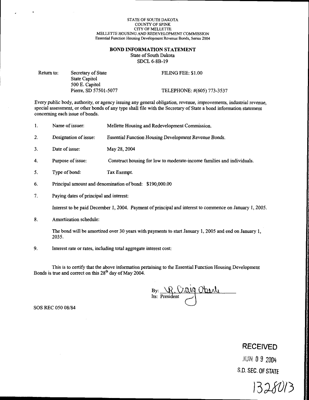 STATE OF SOUTH DAKOTA
COUNTY OF SPINK
CITY OF MELLETTE
MELLETTE HOUSING AND REDEVELOPMENT COMMISSION
Essential Function Housing Development Revenue Bonds, Series 2004
BOND INFORMATION STATEMENT
State of South Dakota
SDCL 6-8B-19
Return to: Secretary of State FILING FEE: $1.00
State Capitol
500 E. Capitol
Pierre, SD 57501-5077 TELEPHONE: #(605) 773-3537
Every public body, authority, or agency issuing any general obligation, revenue, improvements, industrial revenue,
special assessment, or other bonds of any type shall file with the Secretary of State a bond information statement
concerning each issue of bonds.
1. Name of issuer: Mellette Housing and Redevelopment Commission.
2. Designation of issue: Essential Function Housing Development Revenue Bonds.
3. Date of issue: May 28, 2004
4. Purpose of issue: Construct housing for low to moderate-income families and individuals.
5. Type of bond: Tax Exempt.
6. Principal amount and denomination of bond: $190,000.00
7. Paying dates of principal and interest:
Interest to be paid December 1, 2004. Payment of principal and interest to commence on January 1, 2005.
8. Amortization schedule:
The bond will be amortized over 30 years with payments to start January 1, 2005 and end on January 1,
2035.
9. Interest rate or rates, including total aggregate interest cost:
This is to certify that the above information pertaining to the Essential Function Housing Development
Bonds is true and correct on this 28th day of May 2004.
By: Craig
Its: President
SOS REC 050 08/84
RECEIVED
JUN 09 2004
S.D. SEC. OF STATE
1328013